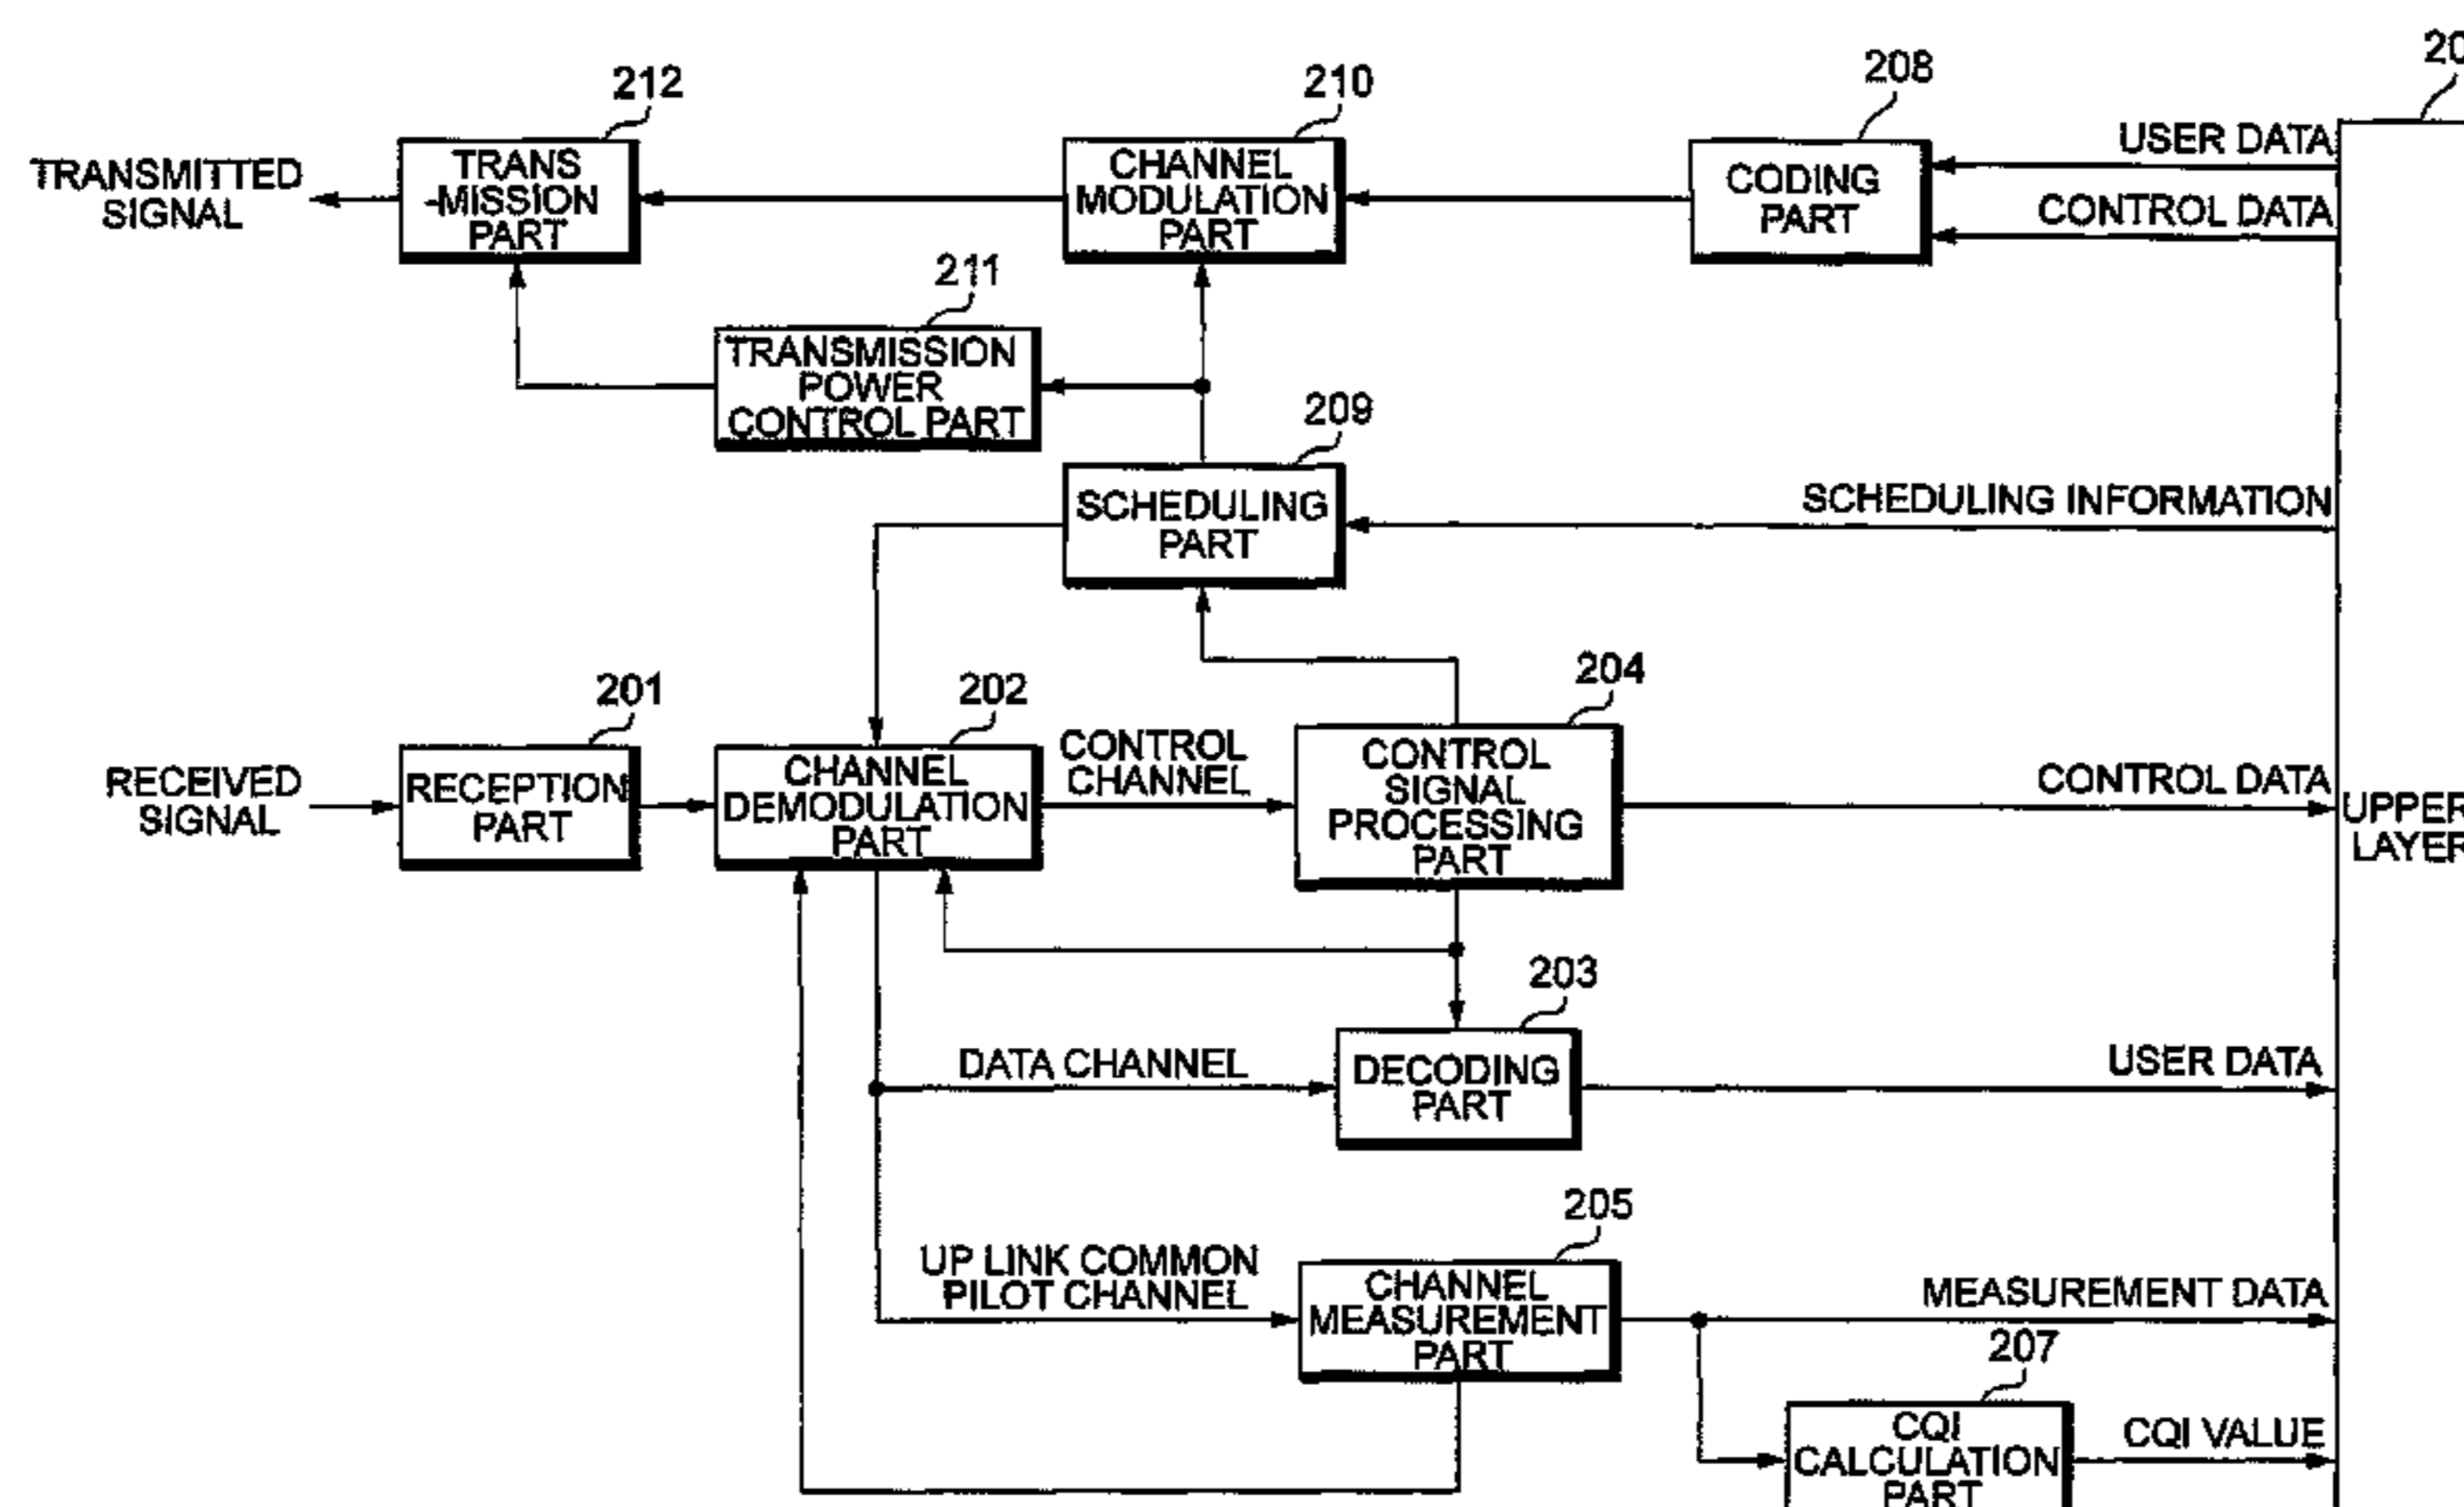 212
210
208
TRANSMITTED
SIGNAL
TRANS
-MISSION
PART
CHANNEL
MODULATION
PART
CODING
PART
USER DATA
CONTROL DATA
211
TRANSMISSION
POWER
CONTROL PART
209
SCHEDULING
PART
SCHEDULING INFORMATION
201
202
204
RECEIVED
SIGNAL
RECEPTION
PART
CHANNEL
DEMODULATION
PART
CONTROL
CHANNEL
CONTROL
SIGNAL
PROCESSING
PART
CONTROL DATA
UPPER
LAYER
203
DATA CHANNEL
DECODING
PART
USER DATA
205
UP LINK COMMON
PILOT CHANNEL
CHANNEL
MEASUREMENT
PART
MEASUREMENT DATA
207
CQI
CALCULATION
PART
CQI VALUE